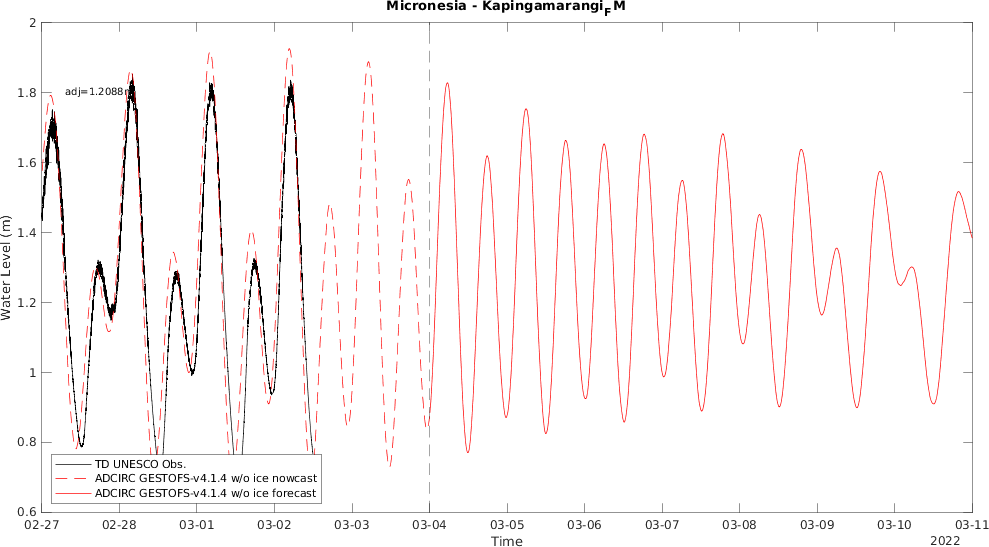 Micronesia - Kapingamarangi_FM
2
1.8
1.6
1.4
1.2
1
0.8
0.6
Water Level (m)
adj=1.2088
TD UNESCO Obs.
ADCIRC GESTOFS-v4.1.4 w/o ice nowcast
ADCIRC GESTOFS-v4.1.4 w/o ice forecast
02-27 02-28 03-01 03-02 03-03 03-04 03-05 03-06 03-07 03-08 03-09 03-10 03-11
Time
2022